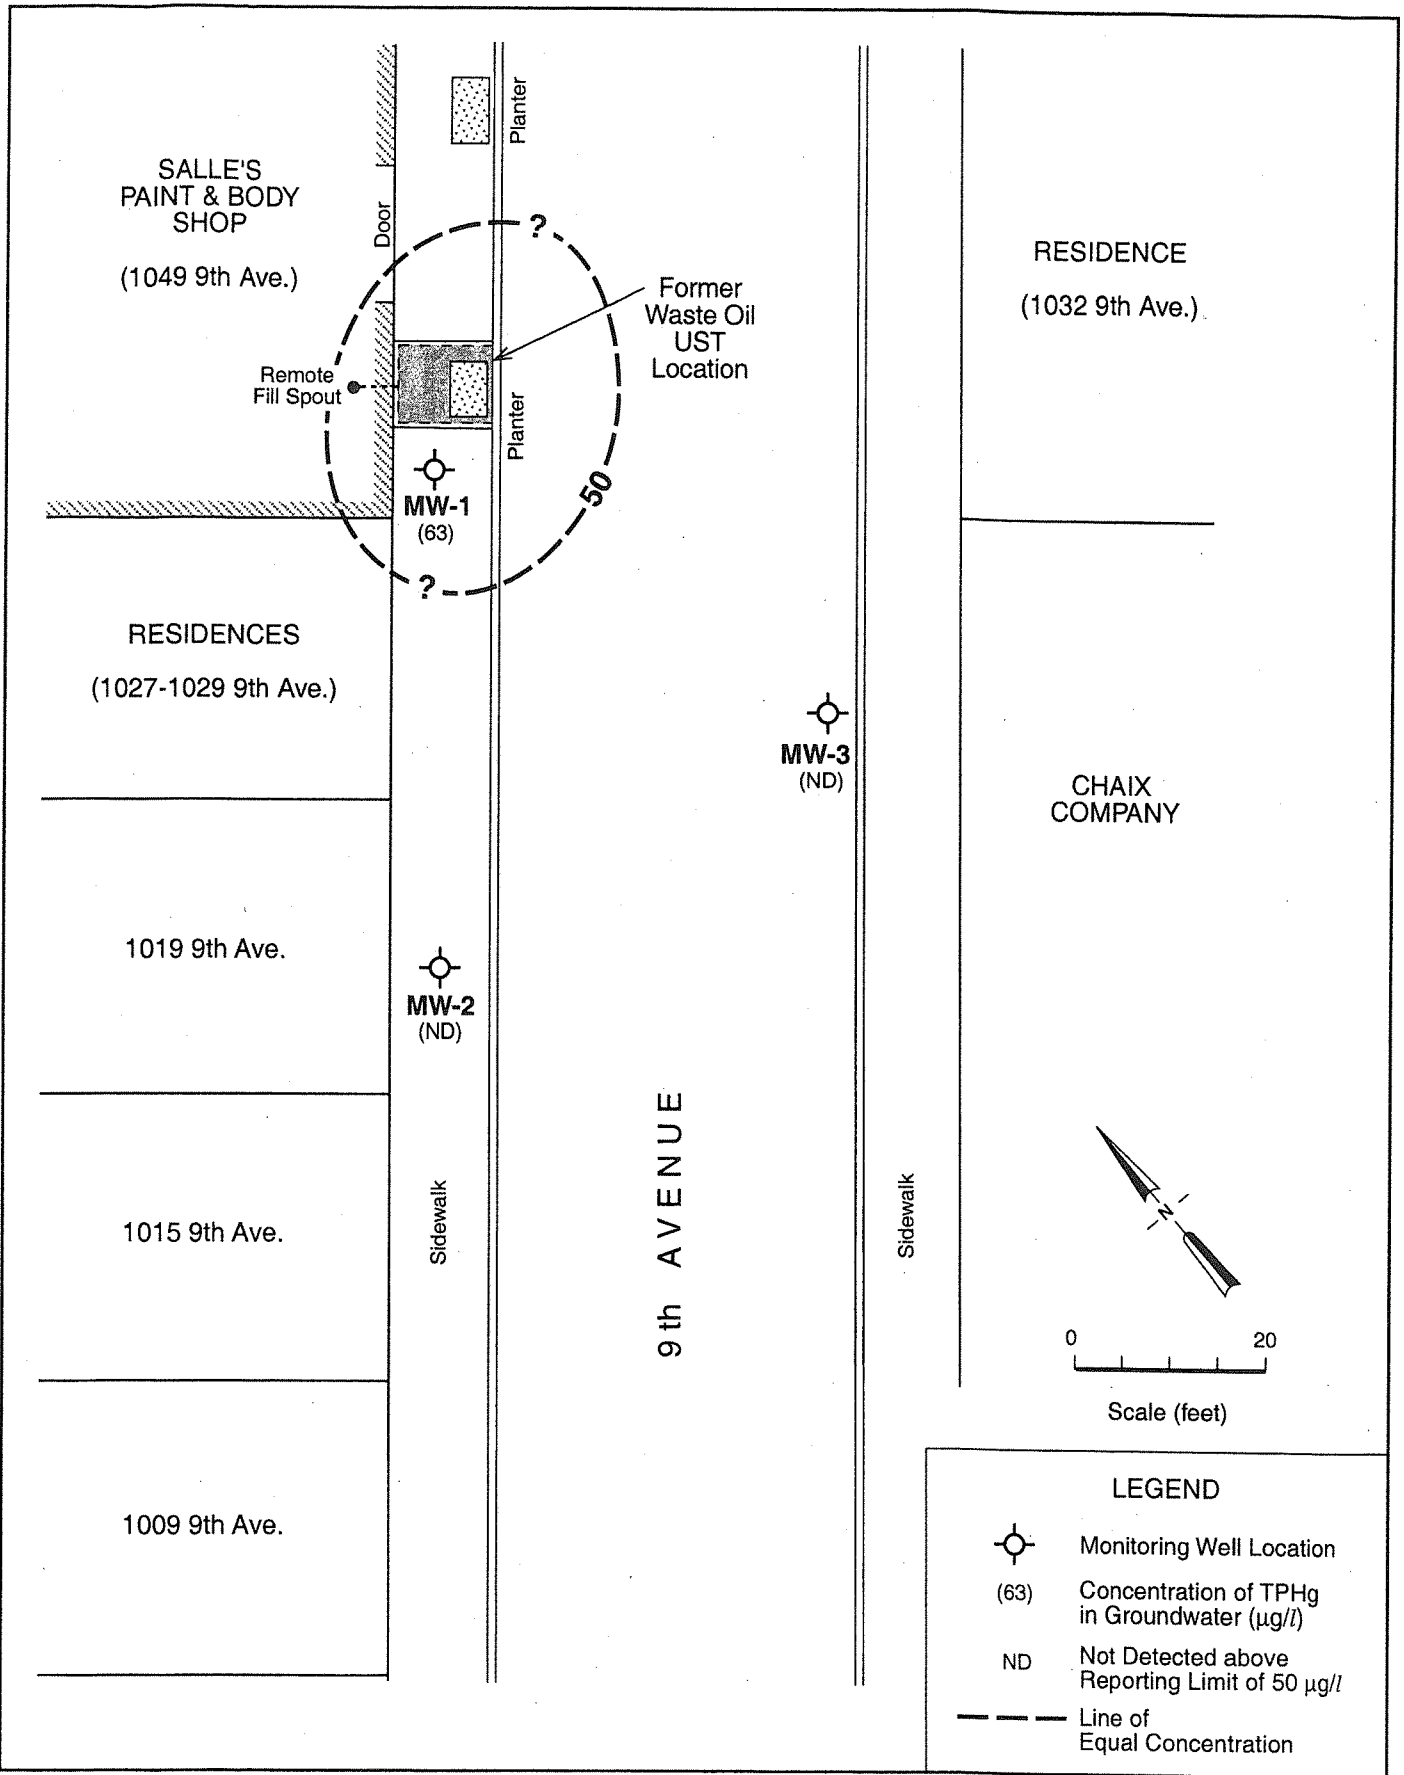 Planter
SALLE'S
PAINT & BODY
SHOP
(1049 9th Ave.)
Door
?
Former
Waste Oil
UST
Location
RESIDENCE
(1032 9th Ave.)
Remote
Fill Spout
Planter
50
MW-1
(63)
?
RESIDENCES
(1027-1029 9th Ave.)
MW-3
(ND)
CHAIX
COMPANY
1019 9th Ave.
MW-2
(ND)
9th AVENUE
1015 9th Ave.
Sidewalk
Sidewalk
N
0 20
Scale (feet)
1009 9th Ave.
LEGEND
Monitoring Well Location
(63) Concentration of TPHg
in Groundwater (µg/l)
ND Not Detected above
Reporting Limit of 50 µg/l
Line of
Equal Concentration